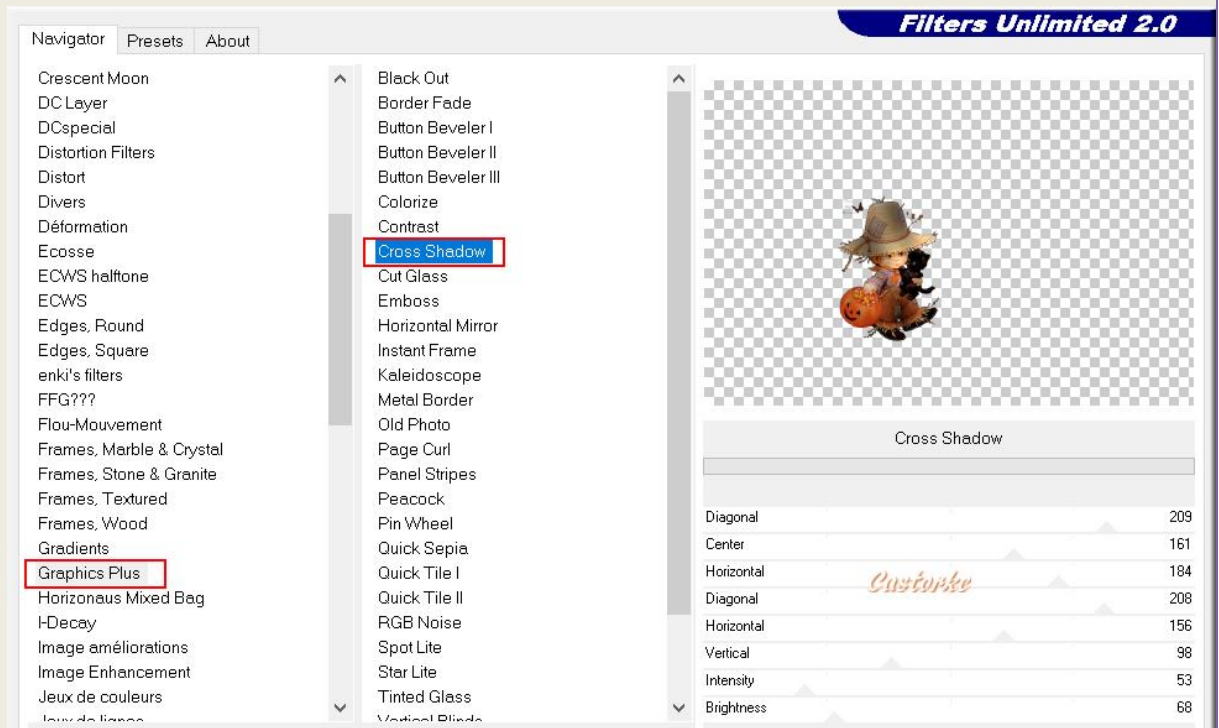 Filters Unlimited 2.0
Navigator Presets About
Crescent Moon
DC Layer
DCspecial
Distortion Filters
Distort
Divers
Déformation
Ecosse
ECWS halftone
ECWS
Edges, Round
Edges, Square
enki's filters
FFG???
Flou-Mouvement
Frames, Marble & Crystal
Frames, Stone & Granite
Frames, Textured
Frames, Wood
Gradients
Graphics Plus
Horizonaus Mixed Bag
I-Decay
Image améliorations
Image Enhancement
Jeux de couleurs
Jeux de lignes
Black Out
Border Fade
Button Beveler I
Button Beveler II
Button Beveler III
Colorize
Contrast
Cross Shadow
Cut Glass
Emboss
Horizontal Mirror
Instant Frame
Kaleidoscope
Metal Border
Old Photo
Page Curl
Panel Stripes
Peacock
Pin Wheel
Quick Sepia
Quick Tile I
Quick Tile II
RGB Noise
Spot Lite
Star Lite
Tinted Glass
Vertical Blinds
Cross Shadow
Diagonal 209
Center 161
Horizontal 184
Custorke
Diagonal 208
Horizontal 156
Vertical 98
Intensity 53
Brightness 68